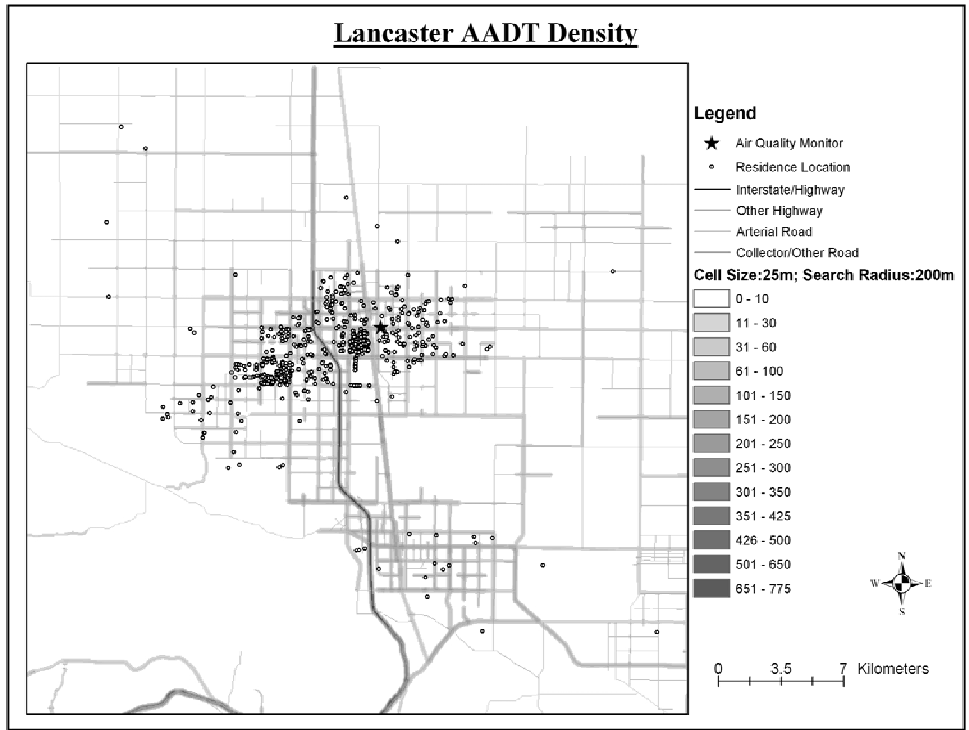 Lancaster AADT Density
Legend
Air Quality Monitor
Residence Location
Interstate/Highway
Other Highway
Arterial Road
Collector/Other Road
Cell Size:25m; Search Radius:200m
0 - 10
11 - 30
31 - 60
61 - 100
101 - 150
151 - 200
201 - 250
251 - 300
301 - 350
351 - 425
426 - 500
501 - 650
651 - 775
N
W E
S
0 3.5 7 Kilometers